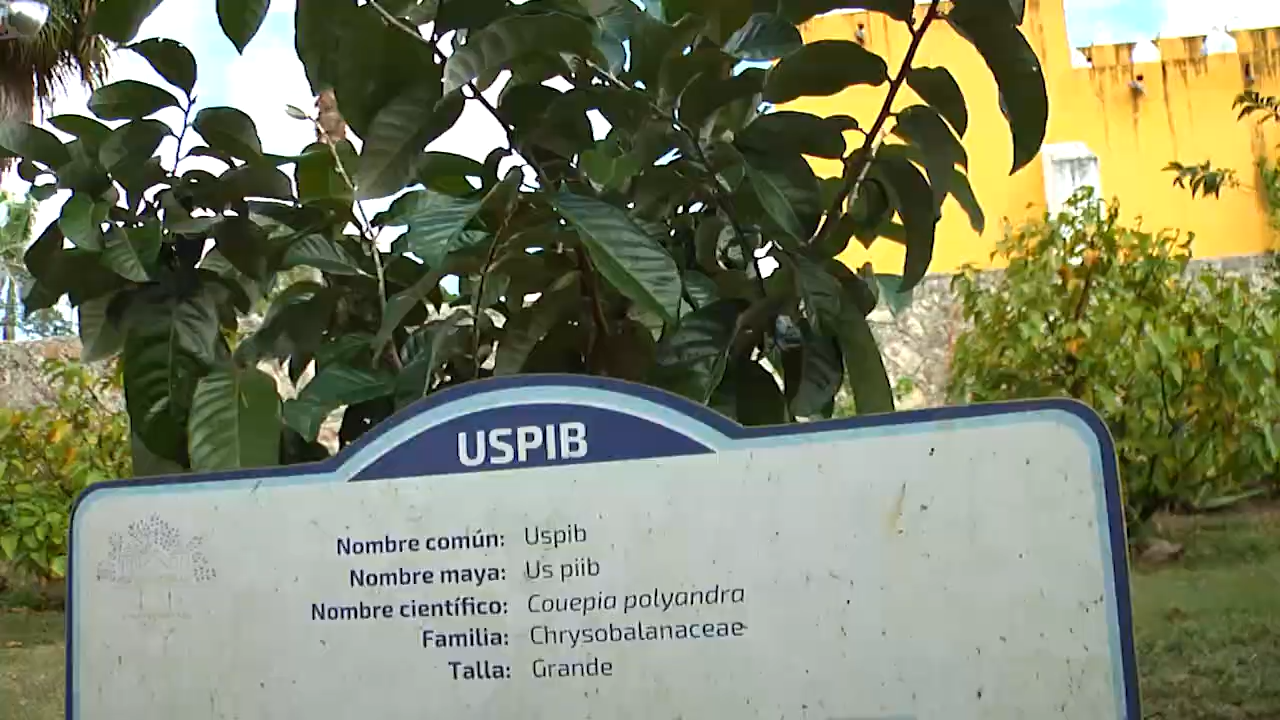 USPIB
Nombre común: Uspib
Nombre maya: Us piib
Nombre científico: Couepia polyandra
Familia: Chrysobalanaceae
Talla: Grande